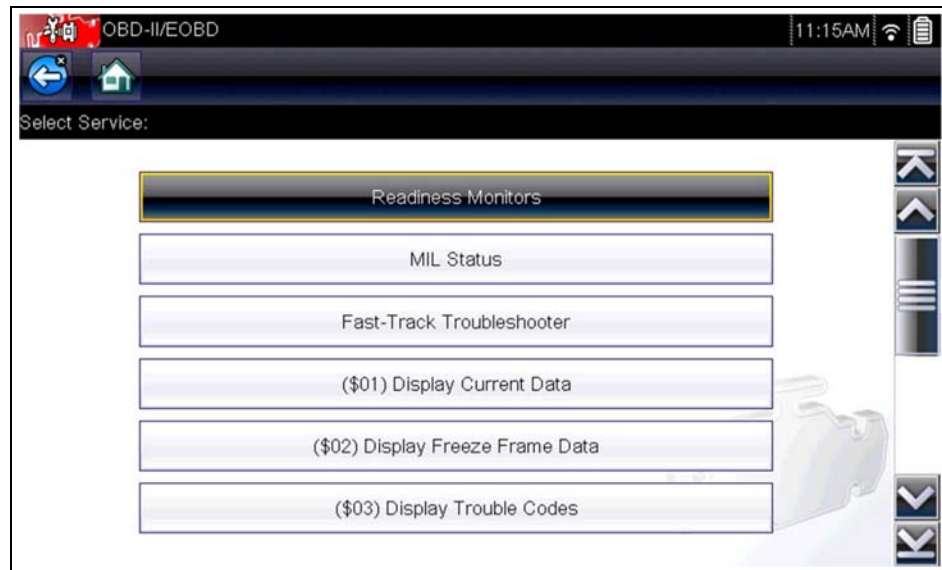 OBD-II/EOBD
11:15AM
Select Service:
Readiness Monitors
MIL Status
Fast-Track Troubleshooter
($01) Display Current Data
($02) Display Freeze Frame Data
($03) Display Trouble Codes